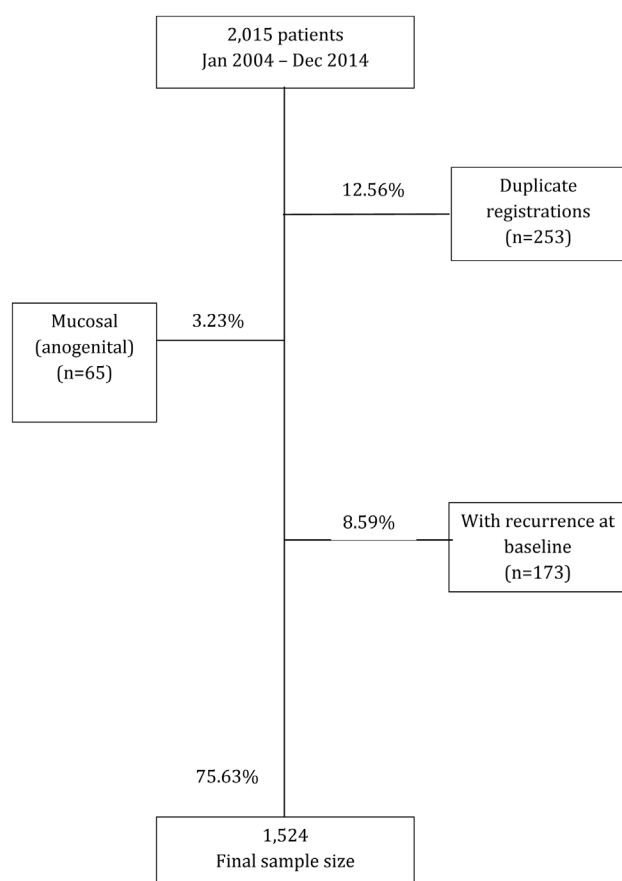 2,015 patients
Jan 2004 – Dec 2014
12.56%
Duplicate
registrations
(n=253)
Mucosal
(anogenital)
(n=65)
3.23%
8.59%
With recurrence at
baseline
(n=173)
75.63%
1,524
Final sample size